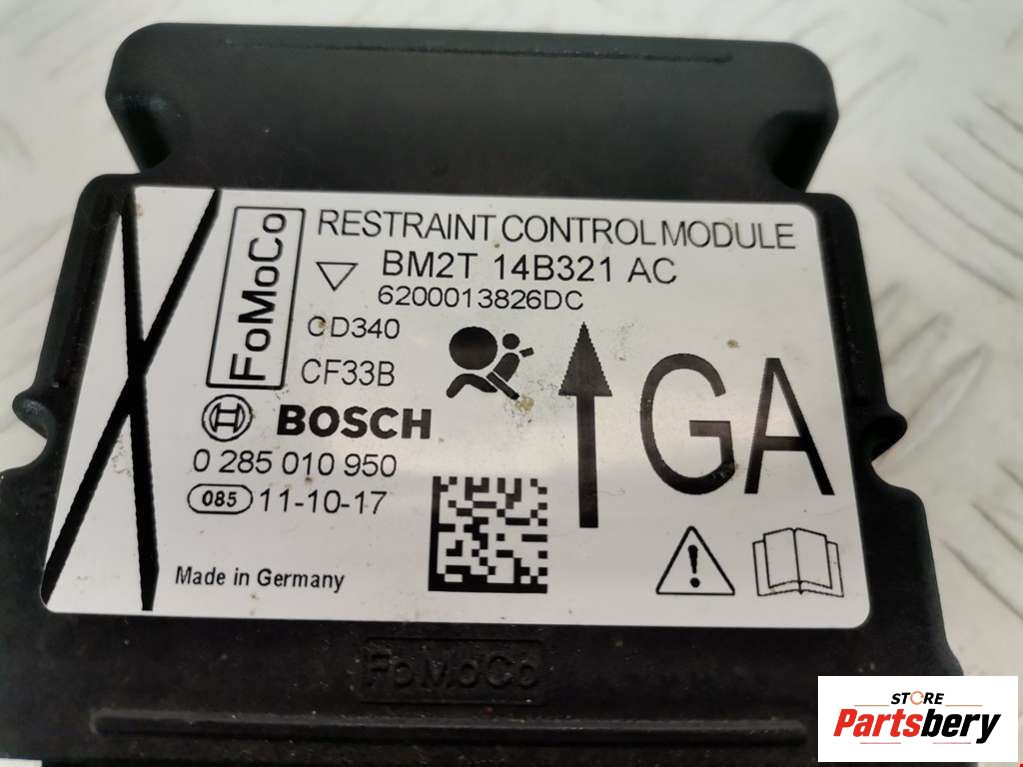 RESTRAINT CONTROL MODULE
FoMoCo
BM2T 14B321 AC
6200013826DC
CD340
CF33B
GA
BOSCH
0 285 010 950
085 11-10-17
Made in Germany
FoMoCo
STORE
Partsbery